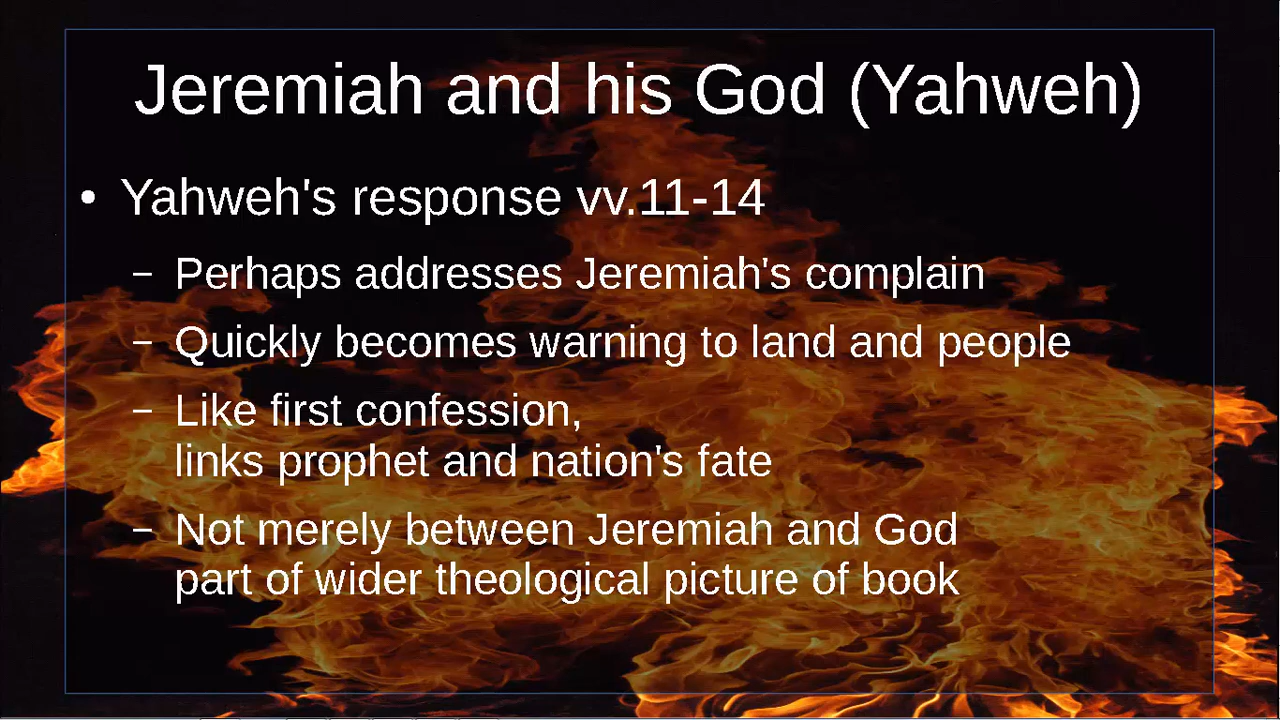 Jeremiah and his God (Yahweh)
• Yahweh's response vv.11-14
– Perhaps addresses Jeremiah's complain
– Quickly becomes warning to land and people
– Like first confession,
links prophet and nation's fate
– Not merely between Jeremiah and God
part of wider theological picture of book